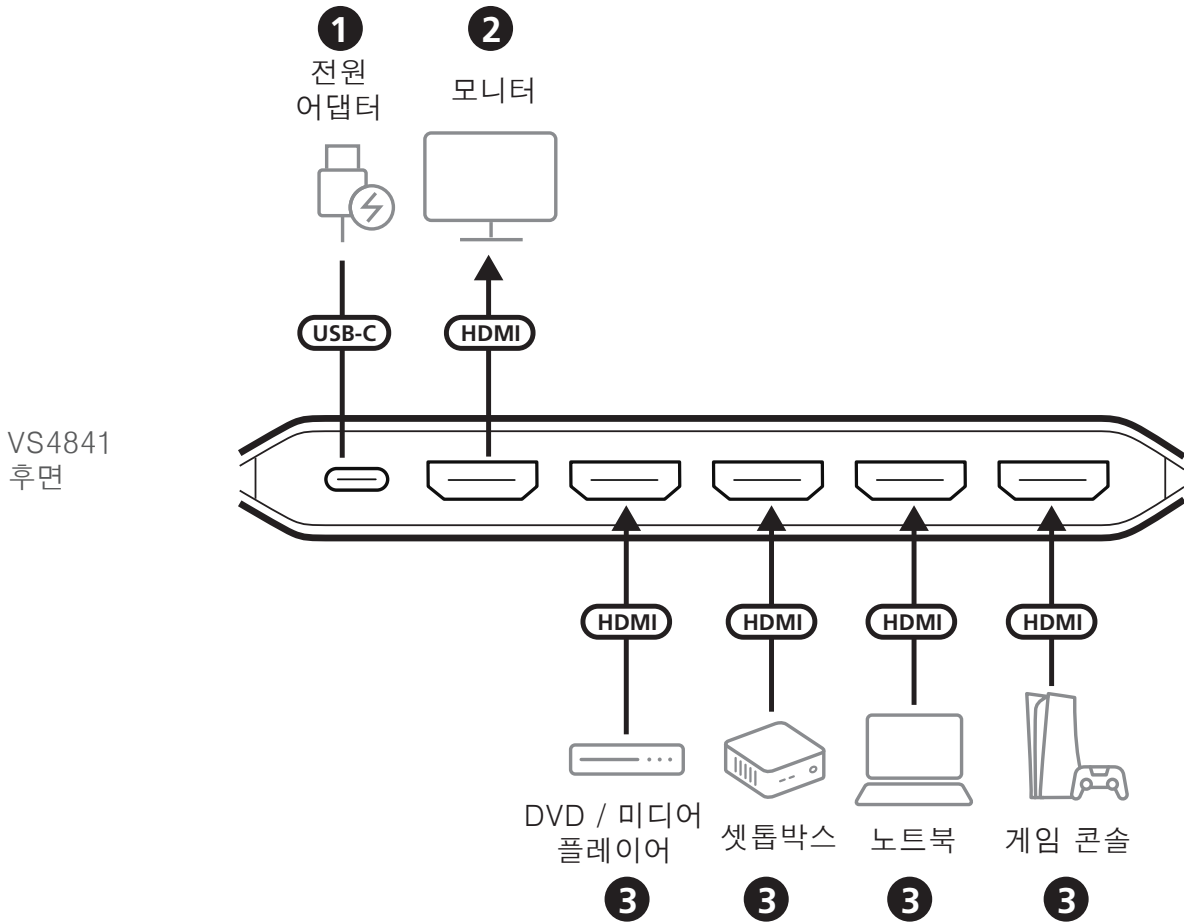 1
전원
어댑터
2
모니터
USB-C
HDMI
VS4841
후면
HDMI
HDMI
HDMI
HDMI
DVD / 미디어
플레이어
셋톱박스
노트북
게임 콘솔
3
3
3
3